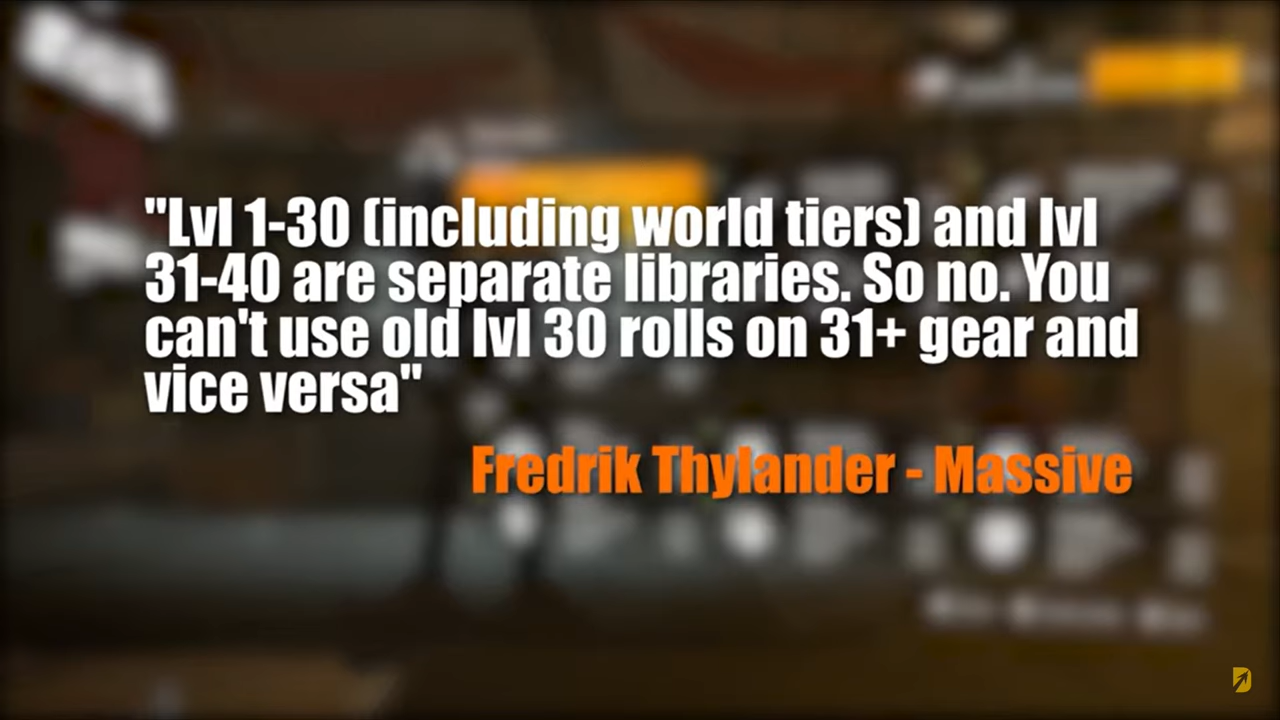 "Lvl 1-30 (including world tiers) and lvl
31-40 are separate libraries. So no. You
can't use old lvl 30 rolls on 31+ gear and
vice versa"
Fredrik Thylander - Massive